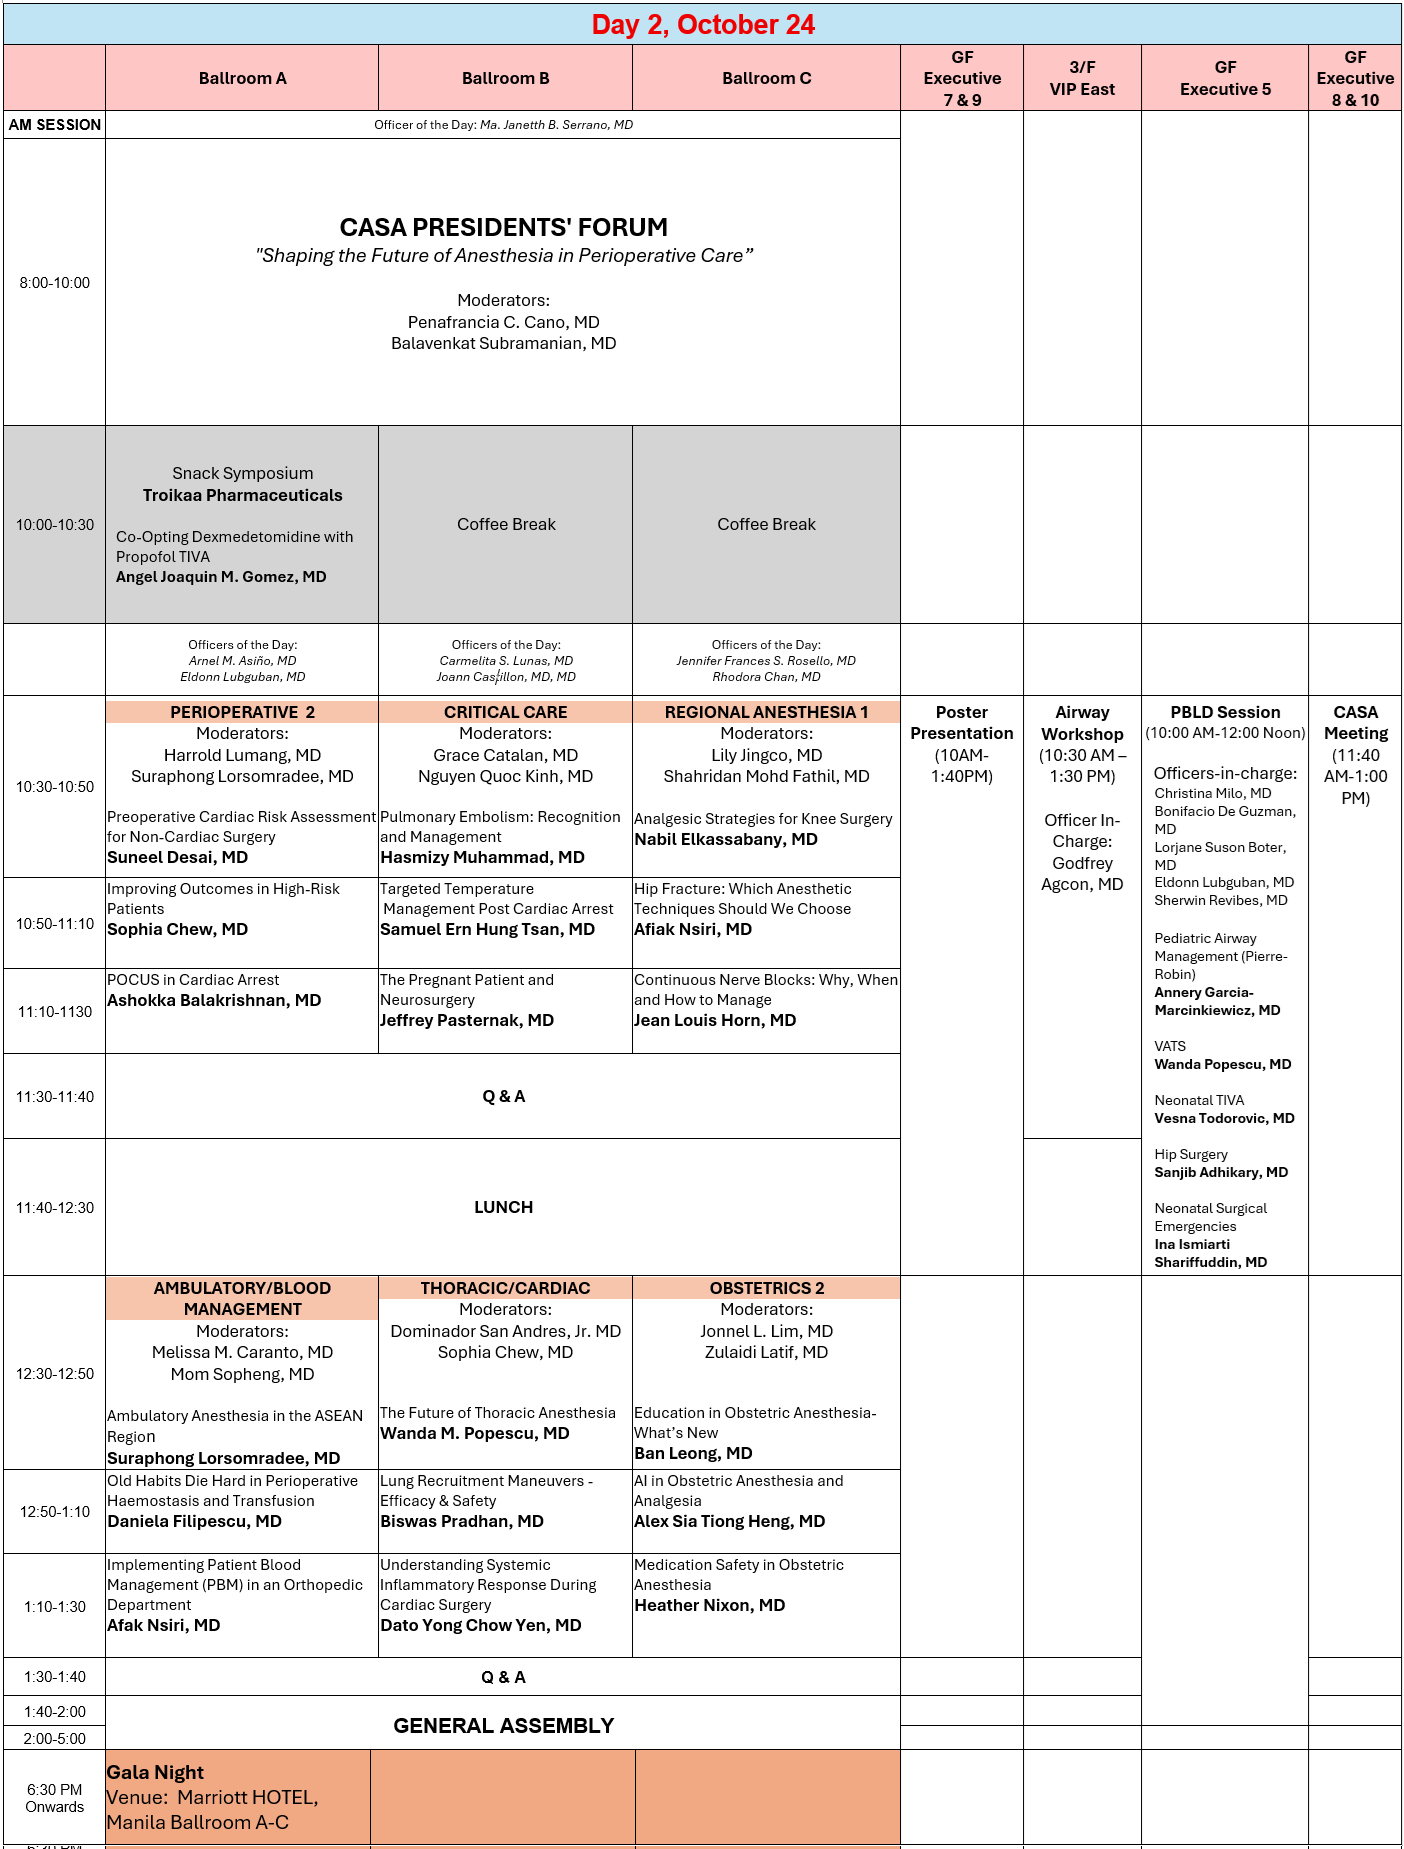 Day 2, October 24
Ballroom A
Ballroom B
Ballroom C
GF
Executive
7 & 9
3/F
VIP East
GF
Executive 5
GF
Executive
8 & 10
AM SESSION
Officer of the Day: Ma. Janetth B. Serrano, MD
8:00-10:00
CASA PRESIDENTS' FORUM
"Shaping the Future of Anesthesia in Perioperative Care”
Moderators:
Penafrancia C. Cano, MD
Balavenkat Subramanian, MD
10:00-10:30
Snack Symposium
Troikaa Pharmaceuticals
Co-Opting Dexmedetomidine with
Propofol TIVA
Angel Joaquin M. Gomez, MD
Coffee Break
Coffee Break
Officers of the Day:
Arnel M. Asiño, MD
Eldonn Lubguban, MD
Officers of the Day:
Carmelita S. Lunas, MD
Joann Castillon, MD, MD
Officers of the Day:
Jennifer Frances S. Rosello, MD
Rhodora Chan, MD
10:30-10:50
PERIOPERATIVE 2
Moderators:
Harrold Lumang, MD
Suraphong Lorsomradee, MD
Preoperative Cardiac Risk Assessment
for Non-Cardiac Surgery
Suneel Desai, MD
CRITICAL CARE
Moderators:
Grace Catalan, MD
Nguyen Quoc Kinh, MD
Pulmonary Embolism: Recognition
and Management
Hasmizy Muhammad, MD
REGIONAL ANESTHESIA 1
Moderators:
Lily Jingco, MD
Shahridan Mohd Fathil, MD
Analgesic Strategies for Knee Surgery
Nabil Elkassabany, MD
Poster
Presentation
(10AM-
1:40PM)
Airway
Workshop
(10:30 AM –
1:30 PM)
Officer In-
Charge:
Godfrey
Agcon, MD
PBLD Session
(10:00 AM-12:00 Noon)
Officers-in-charge:
Christina Milo, MD
Bonifacio De Guzman,
MD
Lorjane Suson Boter,
MD
Eldonn Lubguban, MD
Sherwin Revibes, MD
Pediatric Airway
Management (Pierre-
Robin)
Annery Garcia-
Marcinkiewicz, MD
VATS
Wanda Popescu, MD
Neonatal TIVA
Vesna Todorovic, MD
Hip Surgery
Sanjib Adhikary, MD
Neonatal Surgical
Emergencies
Ina Ismiarti
Shariffuddin, MD
CASA
Meeting
(11:40
AM-1:00
PM)
10:50-11:10
Improving Outcomes in High-Risk
Patients
Sophia Chew, MD
Targeted Temperature
Management Post Cardiac Arrest
Samuel Ern Hung Tsan, MD
Hip Fracture: Which Anesthetic
Techniques Should We Choose
Afiak Nsiri, MD
11:10-1130
POCUS in Cardiac Arrest
Ashokka Balakrishnan, MD
The Pregnant Patient and
Neurosurgery
Jeffrey Pasternak, MD
Continuous Nerve Blocks: Why, When
and How to Manage
Jean Louis Horn, MD
11:30-11:40
Q & A
11:40-12:30
LUNCH
12:30-12:50
AMBULATORY/BLOOD
MANAGEMENT
Moderators:
Melissa M. Caranto, MD
Mom Sopheng, MD
Ambulatory Anesthesia in the ASEAN
Region
Suraphong Lorsomradee, MD
THORACIC/CARDIAC
Moderators:
Dominador San Andres, Jr. MD
Sophia Chew, MD
The Future of Thoracic Anesthesia
Wanda M. Popescu, MD
OBSTETRICS 2
Moderators:
Jonnel L. Lim, MD
Zulaidi Latif, MD
Education in Obstetric Anesthesia-
What’s New
Ban Leong, MD
12:50-1:10
Old Habits Die Hard in Perioperative
Haemostasis and Transfusion
Daniela Filipescu, MD
Lung Recruitment Maneuvers -
Efficacy & Safety
Biswas Pradhan, MD
AI in Obstetric Anesthesia and
Analgesia
Alex Sia Tiong Heng, MD
1:10-1:30
Implementing Patient Blood
Management (PBM) in an Orthopedic
Department
Afak Nsiri, MD
Understanding Systemic
Inflammatory Response During
Cardiac Surgery
Dato Yong Chow Yen, MD
Medication Safety in Obstetric
Anesthesia
Heather Nixon, MD
1:30-1:40
Q & A
1:40-2:00
GENERAL ASSEMBLY
2:00-5:00
6:30 PM
Onwards
Gala Night
Venue: Marriott HOTEL,
Manila Ballroom A-C